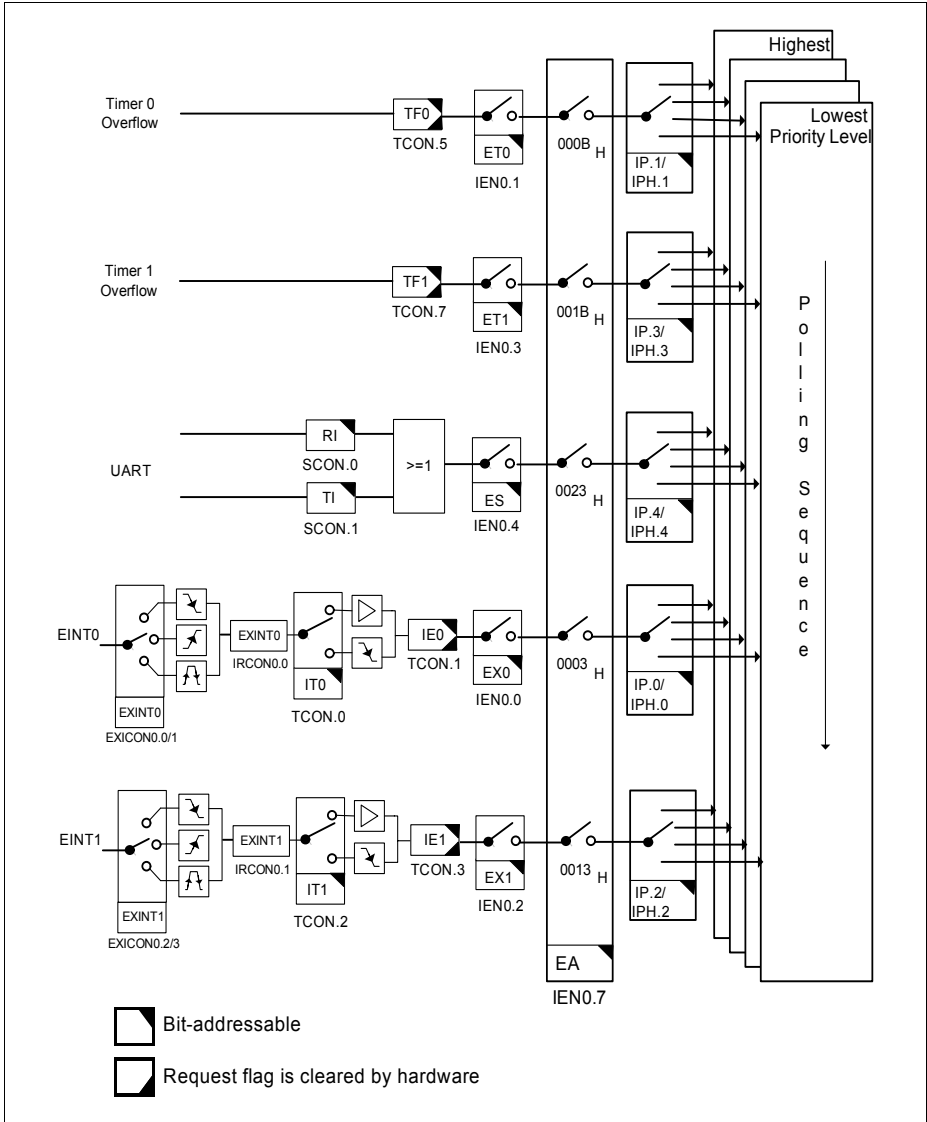 Highest
Lowest
Priority Level
Timer 0
Overflow
TF0
TCON.5
ET0
IEN0.1
000B H
IP.1/
IPH.1
Timer 1
Overflow
TF1
TCON.7
ET1
IEN0.3
001B H
IP.3/
IPH.3
Polling Sequence
UART
RI
SCON.0
TI
SCON.1
>=1
ES
IEN0.4
0023 H
IP.4/
IPH.4
EINT0
EXINT0
EXICON0.0/1
EXINT0
IRCON0.0
IT0
TCON.0
IE0
TCON.1
EX0
IEN0.0
0003 H
IP.0/
IPH.0
EINT1
EXINT1
EXICON0.2/3
EXINT1
IRCON0.1
IT1
TCON.2
IE1
TCON.3
EX1
IEN0.2
0013 H
IP.2/
IPH.2
EA
IEN0.7
Bit-addressable
Request flag is cleared by hardware